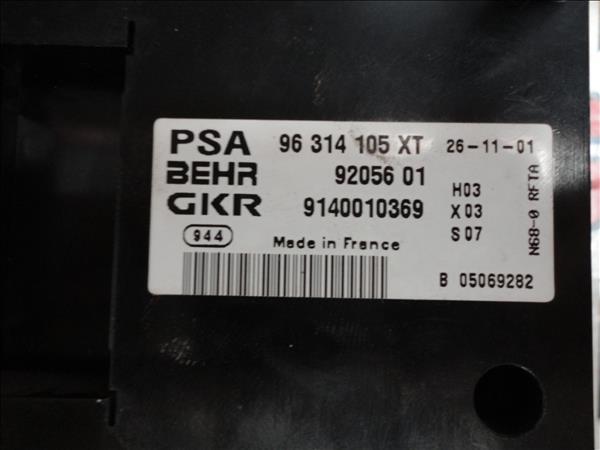 PSA 96 314 105 XT 26-11-01
BEHR 92056 01 H03
GKR 9140010369 X03
944 Made in France S07
B 05069282
N68-0 RFTA